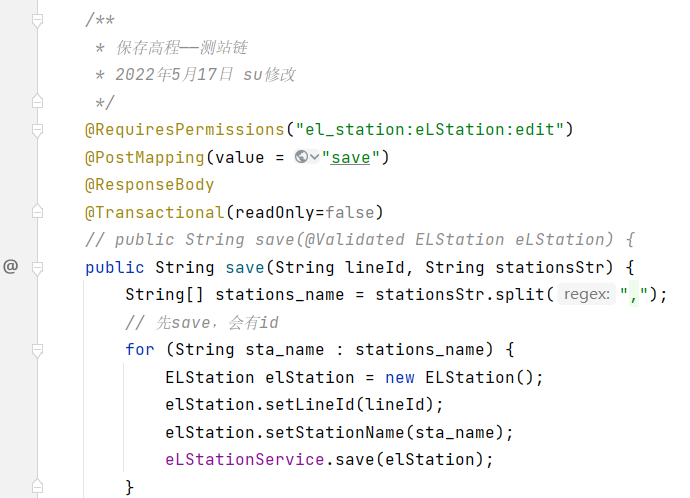 /**
 * 保存高程——测站链
 * 2022年5月17日 su修改
 */
@RequiresPermissions("el_station:eLStation:edit")
@PostMapping(value = "save")
@ResponseBody
@Transactional(readOnly=false)
// public String save(@Validated ELStation eLStation) {
@
public String save(String lineId, String stationsStr) {
    String[] stations_name = stationsStr.split( regex: ",");
    // 先save，会有id
    for (String sta_name : stations_name) {
        ELStation elStation = new ELStation();
        elStation.setLineId(lineId);
        elStation.setStationName(sta_name);
        eLStationService.save(elStation);
    }